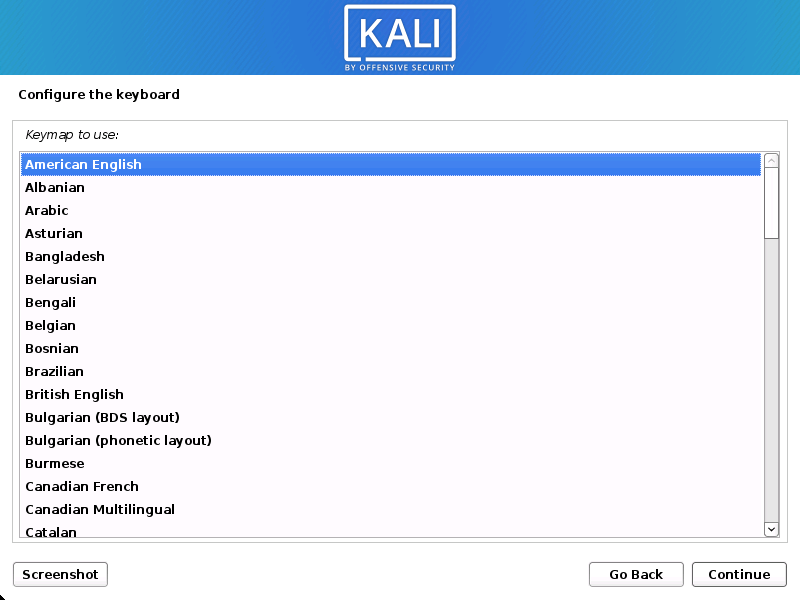 KALI
BY OFFENSIVE SECURITY
Configure the keyboard
Keymap to use:
American English
Albanian
Arabic
Asturian
Bangladesh
Belarusian
Bengali
Belgian
Bosnian
Brazilian
British English
Bulgarian (BDS layout)
Bulgarian (phonetic layout)
Burmese
Canadian French
Canadian Multilingual
Catalan
Screenshot Go Back Continue